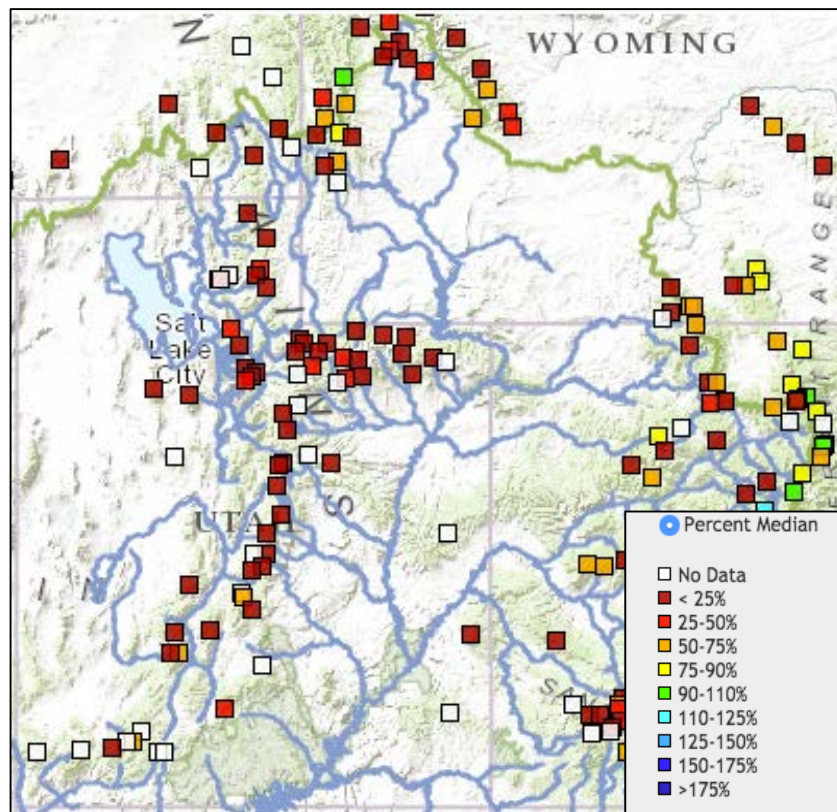 WYOMING
RANGE
Salt
Lake
City
UTA
Percent Median
No Data
< 25%
25-50%
50-75%
75-90%
90-110%
110-125%
125-150%
150-175%
>175%